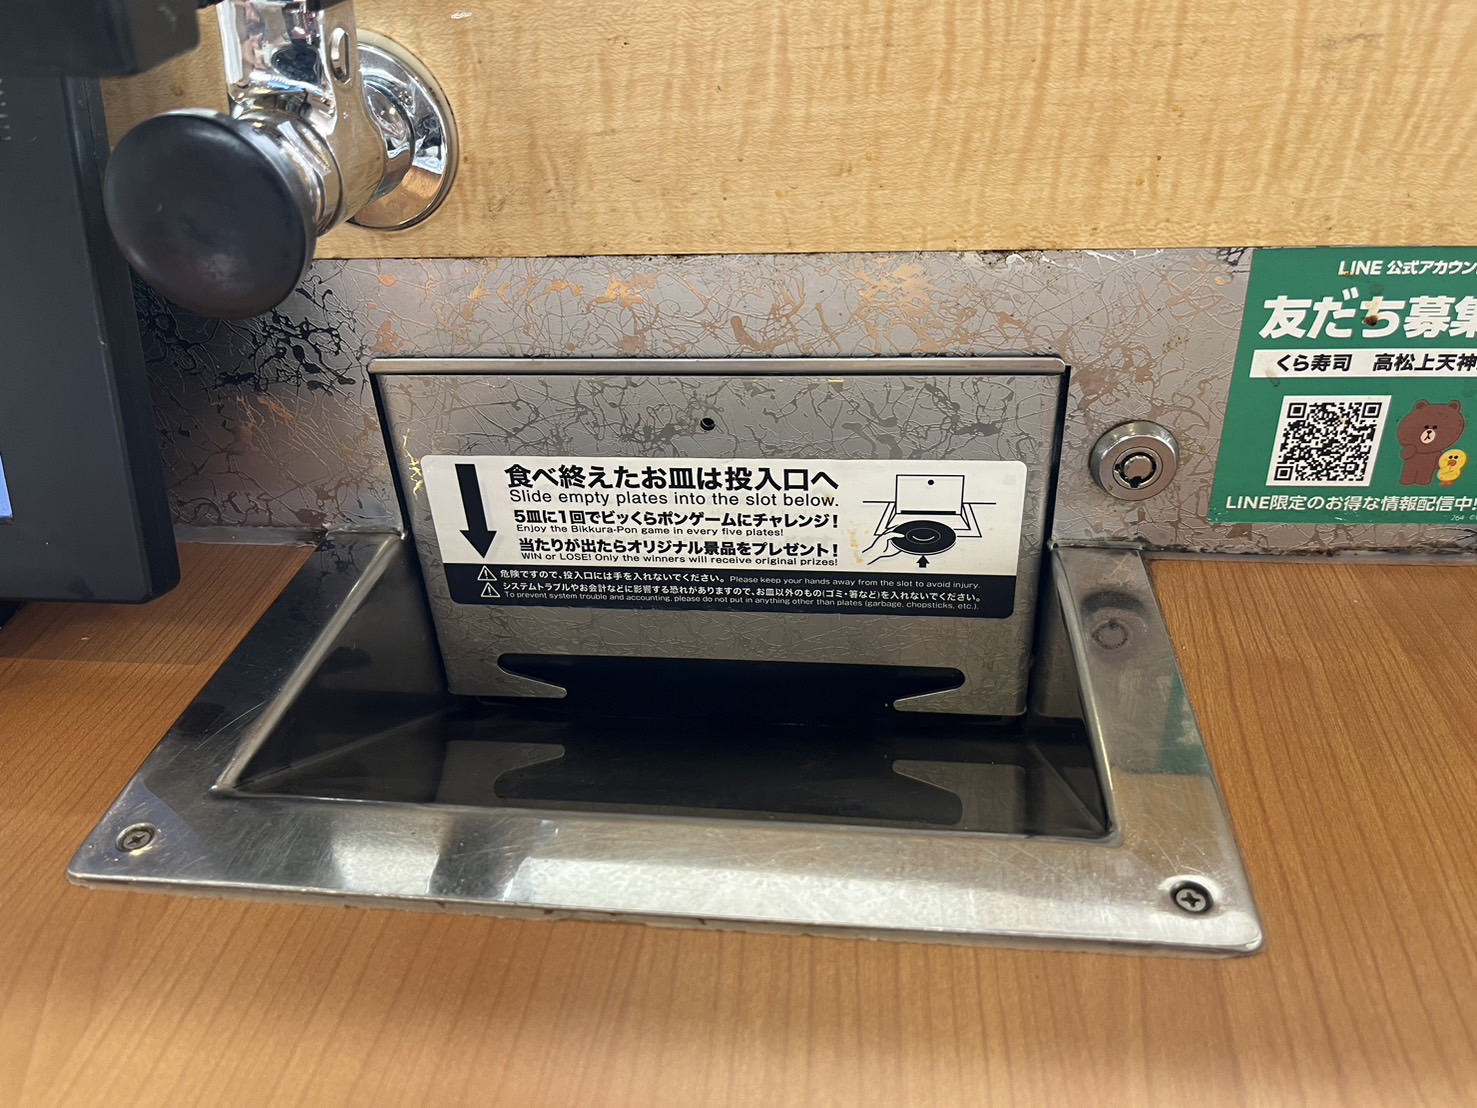 食べ終えたお皿は投入口へ
Slide empty plates into the slot below.
5皿に1回でビッくらポンゲームにチャレンジ！
Enjoy the Bikkura-Pon game in every five plates!
当たりが出たらオリジナル景品をプレゼント！
WIN or LOSE! Only the winners will receive original prizes!
危険ですので、投入口には手を入れないでください。 Please keep your hands away from the slot to avoid injury.
システムトラブルやお会計などに影響する恐れがありますので、お皿以外のもの(ゴミ・箸など)を入れないでください。
To prevent system trouble and accounting, please do not put in anything other than plates (garbage, chopsticks, etc.).
LINE 公式アカウン
友だち募集
くら寿司 高松上天神
LINE限定のお得な情報配信中!